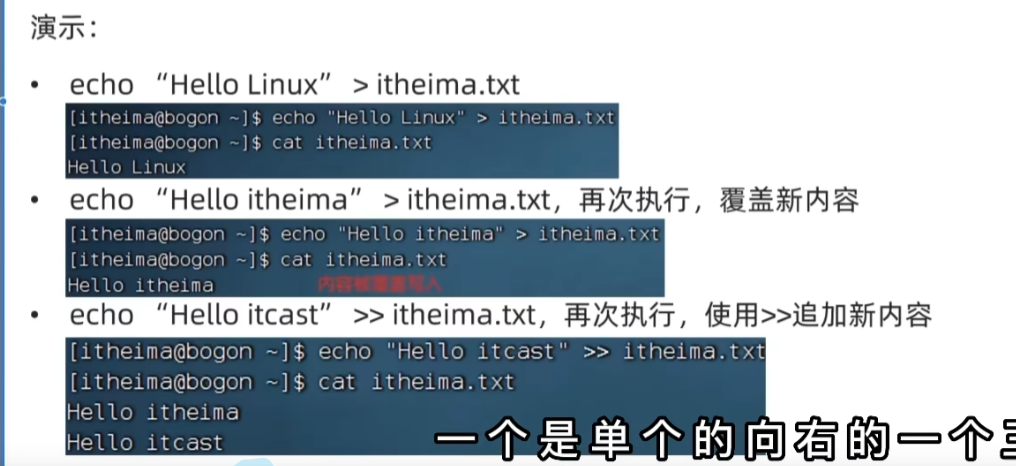 演示：
• echo “Hello Linux” > itheima.txt
[itheima@bogon ~]$ echo "Hello Linux" > itheima.txt
[itheima@bogon ~]$ cat itheima.txt
Hello Linux
• echo “Hello itheima” > itheima.txt，再次执行，覆盖新内容
[itheima@bogon ~]$ echo "Hello itheima" > itheima.txt
[itheima@bogon ~]$ cat itheima.txt
Hello itheima 内容被覆盖写入
• echo “Hello itcast” >> itheima.txt，再次执行，使用>>追加新内容
[itheima@bogon ~]$ echo "Hello itcast" >> itheima.txt
[itheima@bogon ~]$ cat itheima.txt
Hello itheima
Hello itcast
一个是单个的向右的一个